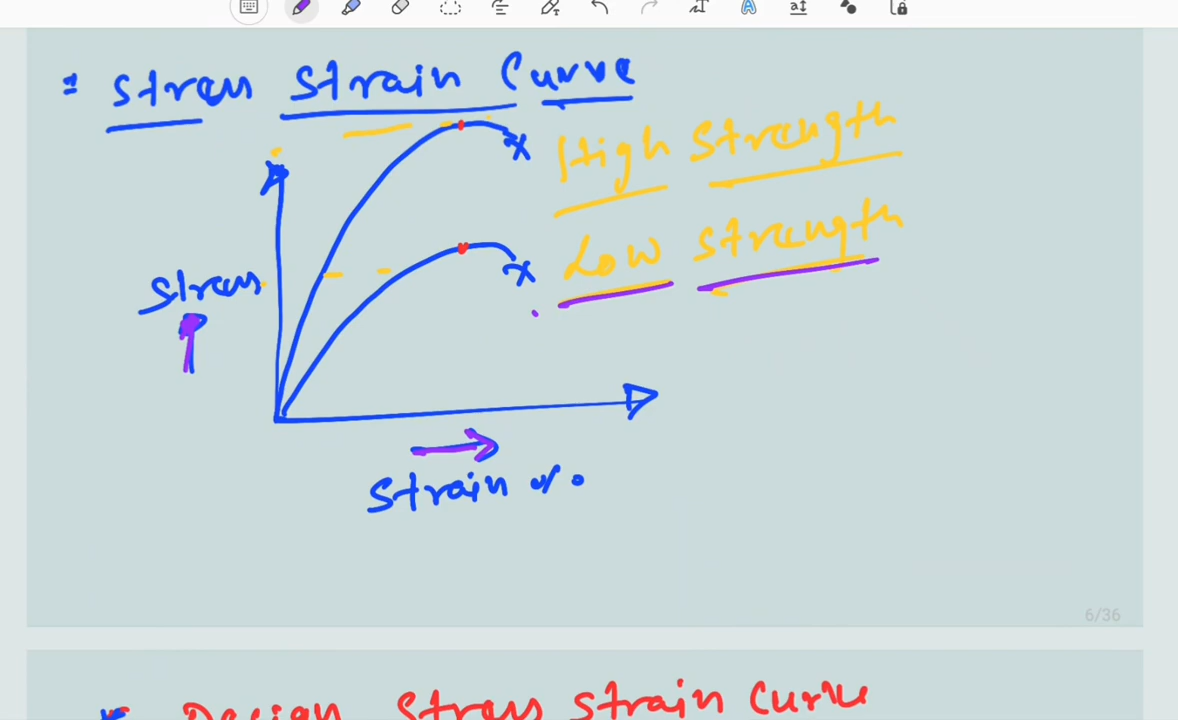 = Stress Strain Curve
High Strength
Low Strength
Stress
Strain %
6/36
* Design Stress Strain Curve